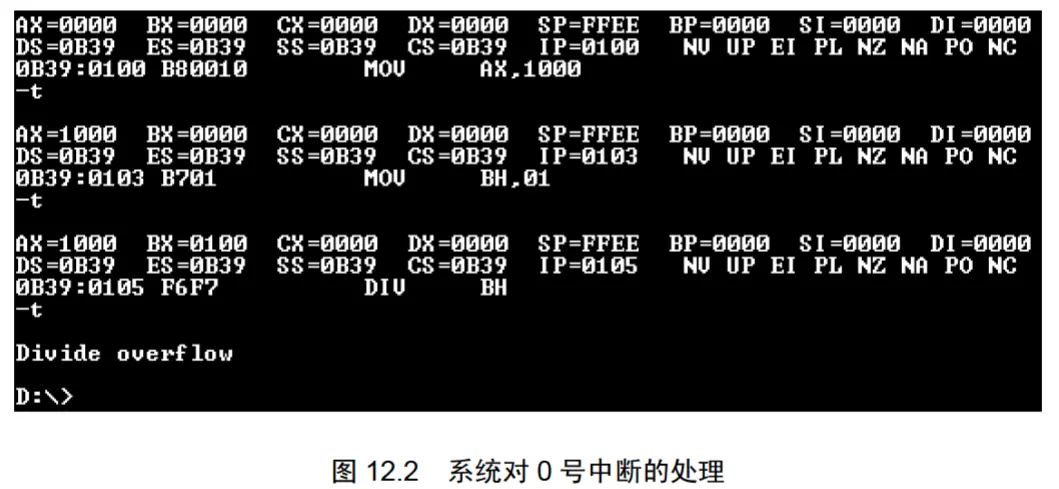 AX=0000 BX=0000 CX=0000 DX=0000 SP=FFEE BP=0000 SI=0000 DI=0000
DS=0B39 ES=0B39 SS=0B39 CS=0B39 IP=0100 NV UP EI PL NZ NA PO NC
0B39:0100 B80010 MOV AX,1000
-t
AX=1000 BX=0000 CX=0000 DX=0000 SP=FFEE BP=0000 SI=0000 DI=0000
DS=0B39 ES=0B39 SS=0B39 CS=0B39 IP=0103 NV UP EI PL NZ NA PO NC
0B39:0103 B701 MOV BH,01
-t
AX=1000 BX=0100 CX=0000 DX=0000 SP=FFEE BP=0000 SI=0000 DI=0000
DS=0B39 ES=0B39 SS=0B39 CS=0B39 IP=0105 NV UP EI PL NZ NA PO NC
0B39:0105 F6F7 DIV BH
-t
Divide overflow
D:\>
图 12.2 系统对 0 号中断的处理